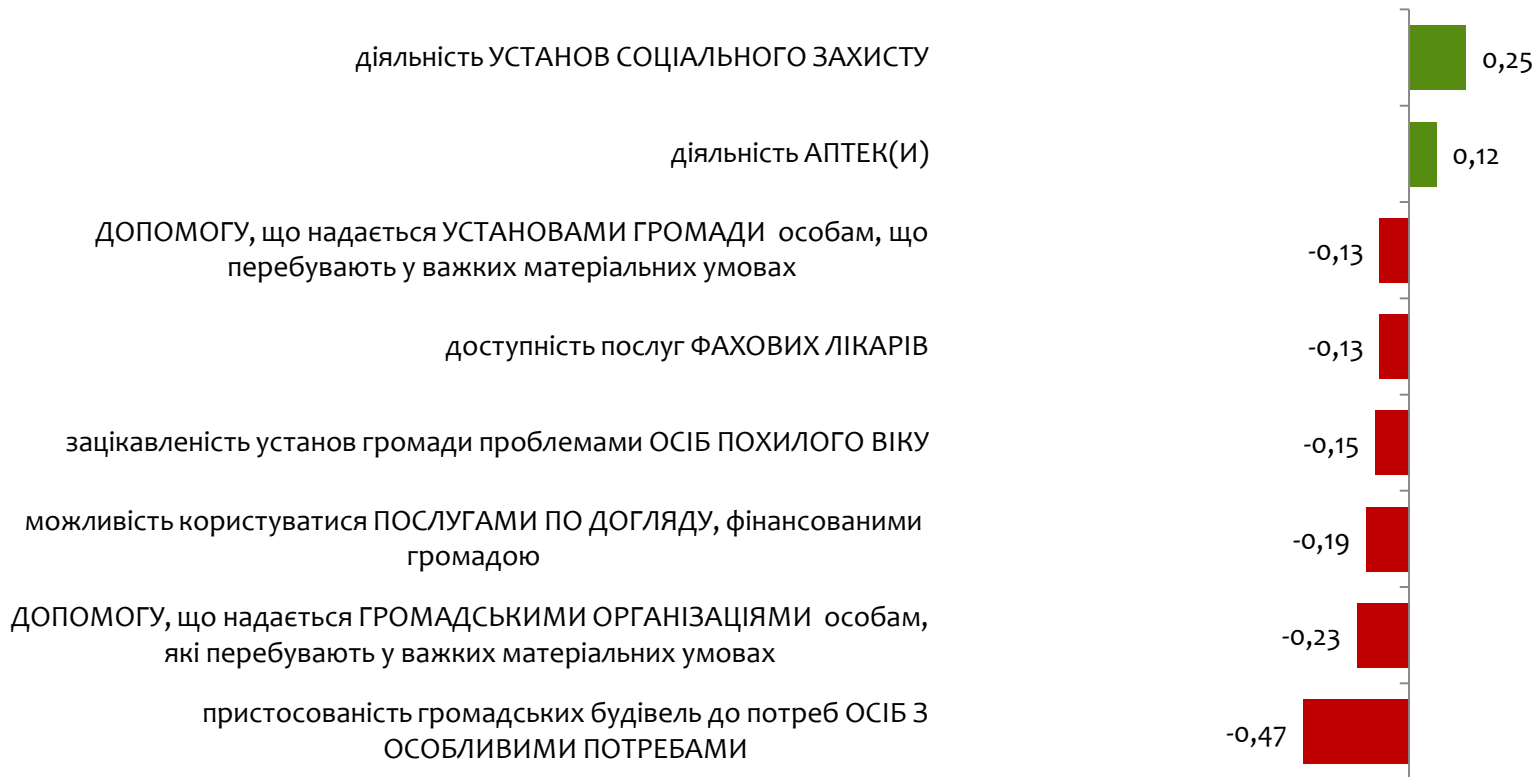 діяльність УСТАНОВ СОЦІАЛЬНОГО ЗАХИСТУ
0,25
діяльність АПТЕК(И)
0,12
ДОПОМОГУ, що надається УСТАНОВАМИ ГРОМАДИ особам, що
перебувають у важких матеріальних умовах
-0,13
доступність послуг ФАХОВИХ ЛІКАРІВ
-0,13
зацікавленість установ громади проблемами ОСІБ ПОХИЛОГО ВІКУ
-0,15
можливість користуватися ПОСЛУГАМИ ПО ДОГЛЯДУ, фінансованими
громадою
-0,19
ДОПОМОГУ, що надається ГРОМАДСЬКИМИ ОРГАНІЗАЦІЯМИ особам,
які перебувають у важких матеріальних умовах
-0,23
пристосованість громадських будівель до потреб ОСІБ З
ОСОБЛИВИМИ ПОТРЕБАМИ
-0,47